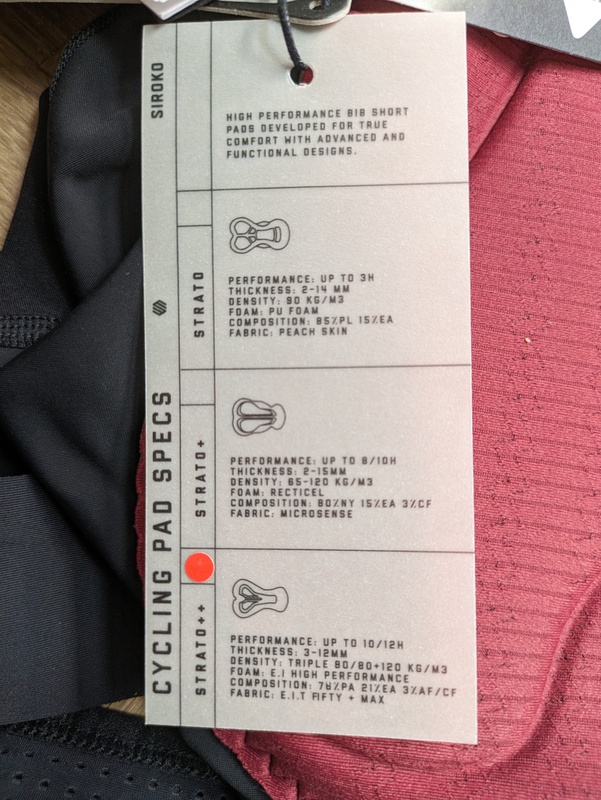 SIROKO
CYCLING PAD SPECS
HIGH PERFORMANCE BIB SHORT
PADS DEVELOPED FOR TRUE
COMFORT WITH ADVANCED AND
FUNCTIONAL DESIGNS.
STRATO
PERFORMANCE: UP TO 3H
THICKNESS: 2-14 MM
DENSITY: 90 KG/M3
FOAM: PU FOAM
COMPOSITION: 85%PL 15%EA
FABRIC: PEACH SKIN
STRATO+
PERFORMANCE: UP TO 8/10H
THICKNESS: 2-15MM
DENSITY: 65-120 KG/M3
FOAM: RECTICEL
COMPOSITION: 80%NY 15%EA 3%CF
FABRIC: MICROSENSE
STRATO++
PERFORMANCE: UP TO 10/12H
THICKNESS: 3-12MM
DENSITY: TRIPLE 80/80+120 KG/M3
FOAM: E.I HIGH PERFORMANCE
COMPOSITION: 76%PA 21%EA 3%AF/CF
FABRIC: E.I.T FIFTY + MAX